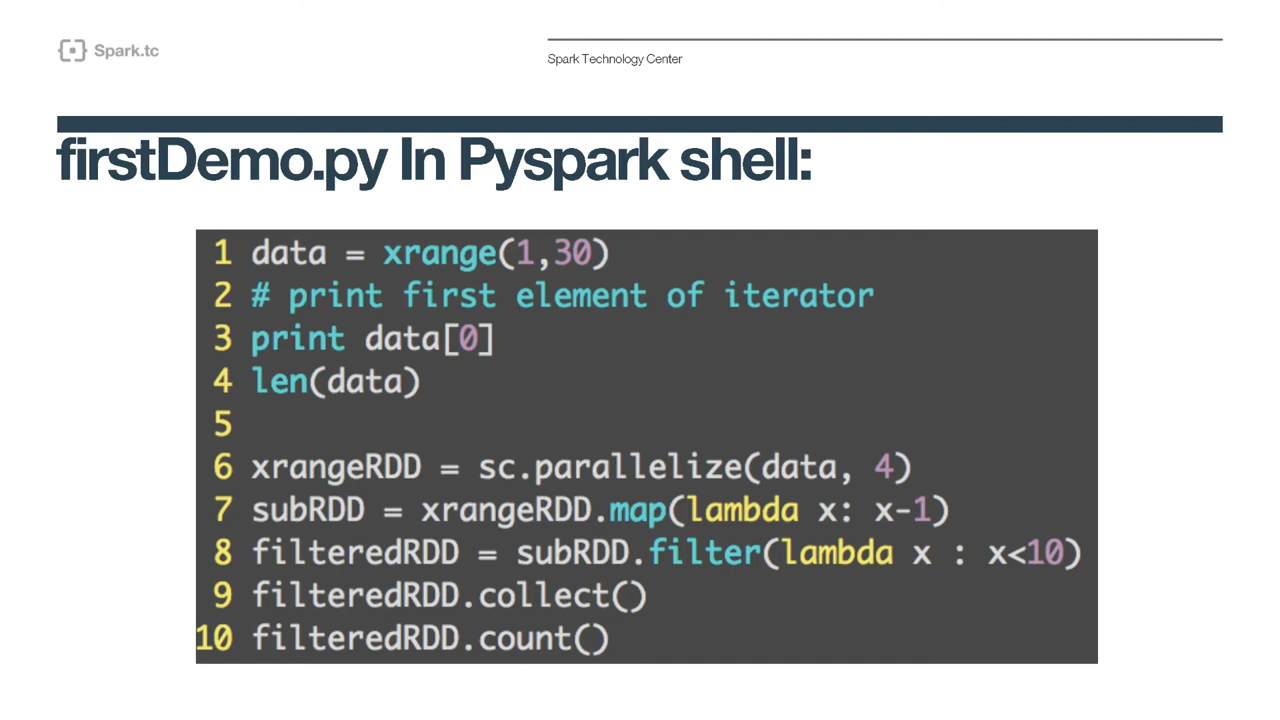 Spark.tc
Spark Technology Center
firstDemo.py In Pyspark shell:
1 data = xrange(1,30)
2 # print first element of iterator
3 print data[0]
4 len(data)
5
6 xrangeRDD = sc.parallelize(data, 4)
7 subRDD = xrangeRDD.map(lambda x: x-1)
8 filteredRDD = subRDD.filter(lambda x : x<10)
9 filteredRDD.collect()
10 filteredRDD.count()